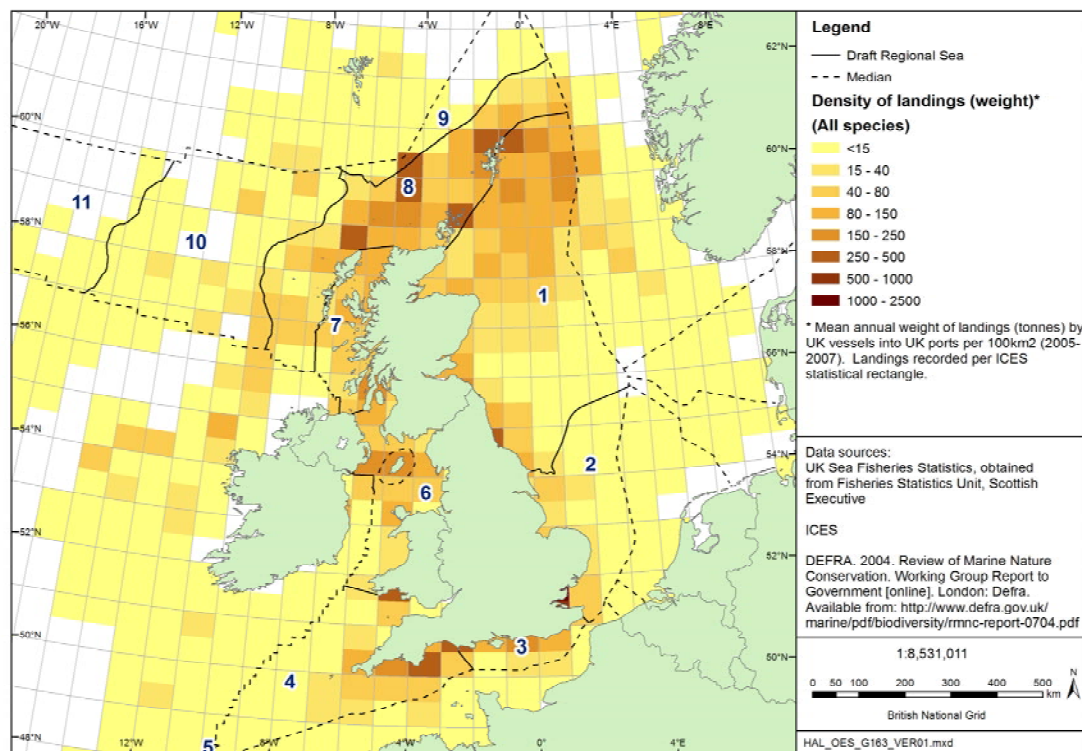 20°W 16°W 12°W 8°W 4°W 0° 4°E
62°N
60°N
60°N
58°N
58°N
56°N
56°N
54°N
54°N
52°N
52°N
50°N
50°N
48°N
12°W 8°W 4°W 0° 4°E
9
8
11
10
1
7
2
6
3
4
5
Legend
Draft Regional Sea
Median
Density of landings (weight)*
(All species)
<15
15 - 40
40 - 80
80 - 150
150 - 250
250 - 500
500 - 1000
1000 - 2500
* Mean annual weight of landings (tonnes) by
UK vessels into UK ports per 100km2 (2005-
2007). Landings recorded per ICES
statistical rectangle.
Data sources:
UK Sea Fisheries Statistics, obtained
from Fisheries Statistics Unit, Scottish
Executive
ICES
DEFRA. 2004. Review of Marine Nature
Conservation. Working Group Report to
Government [online]. London: Defra.
Available from: http://www.defra.gov.uk/
marine/pdf/biodiversity/rmnc-report-0704.pdf
1:8,531,011
N
0 50 100 200 300 400 500
km
British National Grid
HAL_OES_G163_VER01.mxd